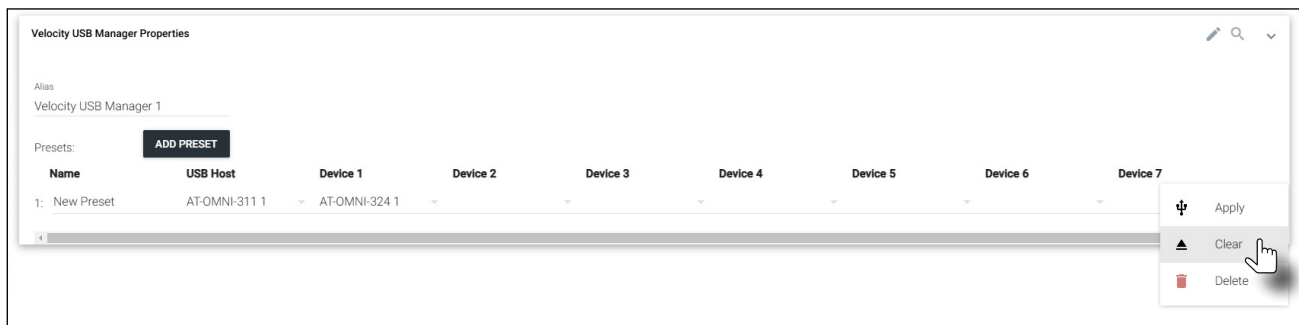 Velocity USB Manager Properties
Alias
Velocity USB Manager 1
Presets: ADD PRESET
Name USB Host Device 1 Device 2 Device 3 Device 4 Device 5 Device 6 Device 7
1: New Preset AT-OMNI-311 1 AT-OMNI-324 1
Apply
Clear
Delete